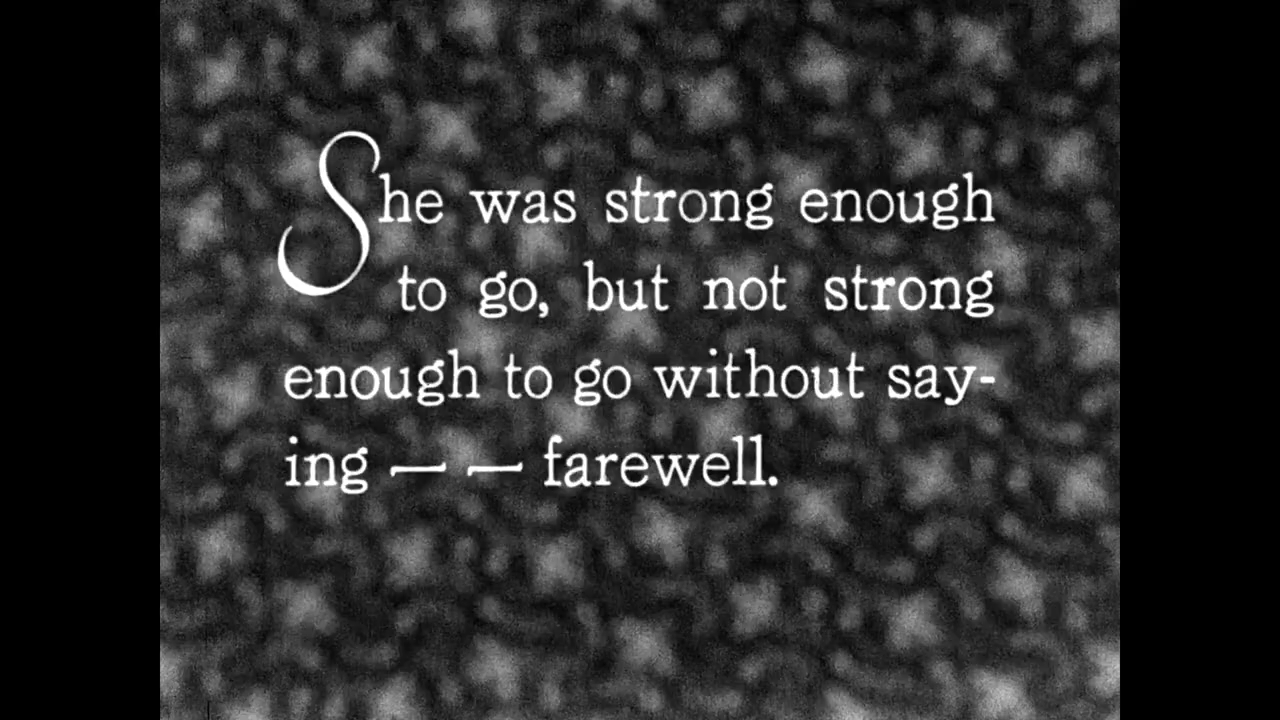 She was strong enough
to go, but not strong
enough to go without say-
ing — — farewell.